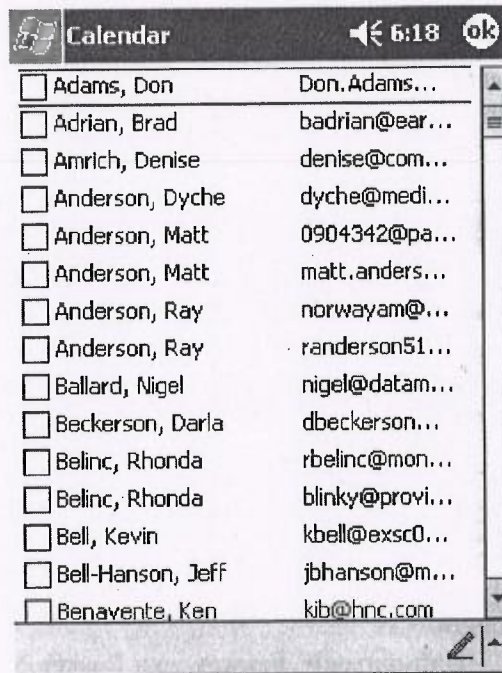 Calendar 6:18 ok
Adams, Don Don.Adams...
Adrian, Brad badrian@ear...
Amrich, Denise denise@com...
Anderson, Dyche dyche@medi...
Anderson, Matt 0904342@pa...
Anderson, Matt matt.anders...
Anderson, Ray norwayam@...
Anderson, Ray randerson51...
Ballard, Nigel nigel@datam...
Beckerson, Darla dbeckerson...
Belinc, Rhonda rbelinc@mon...
Belinc, Rhonda blinky@provi...
Bell, Kevin kbell@exsc0...
Bell-Hanson, Jeff jbhanson@m...
Benavente, Ken kib@hnc.com